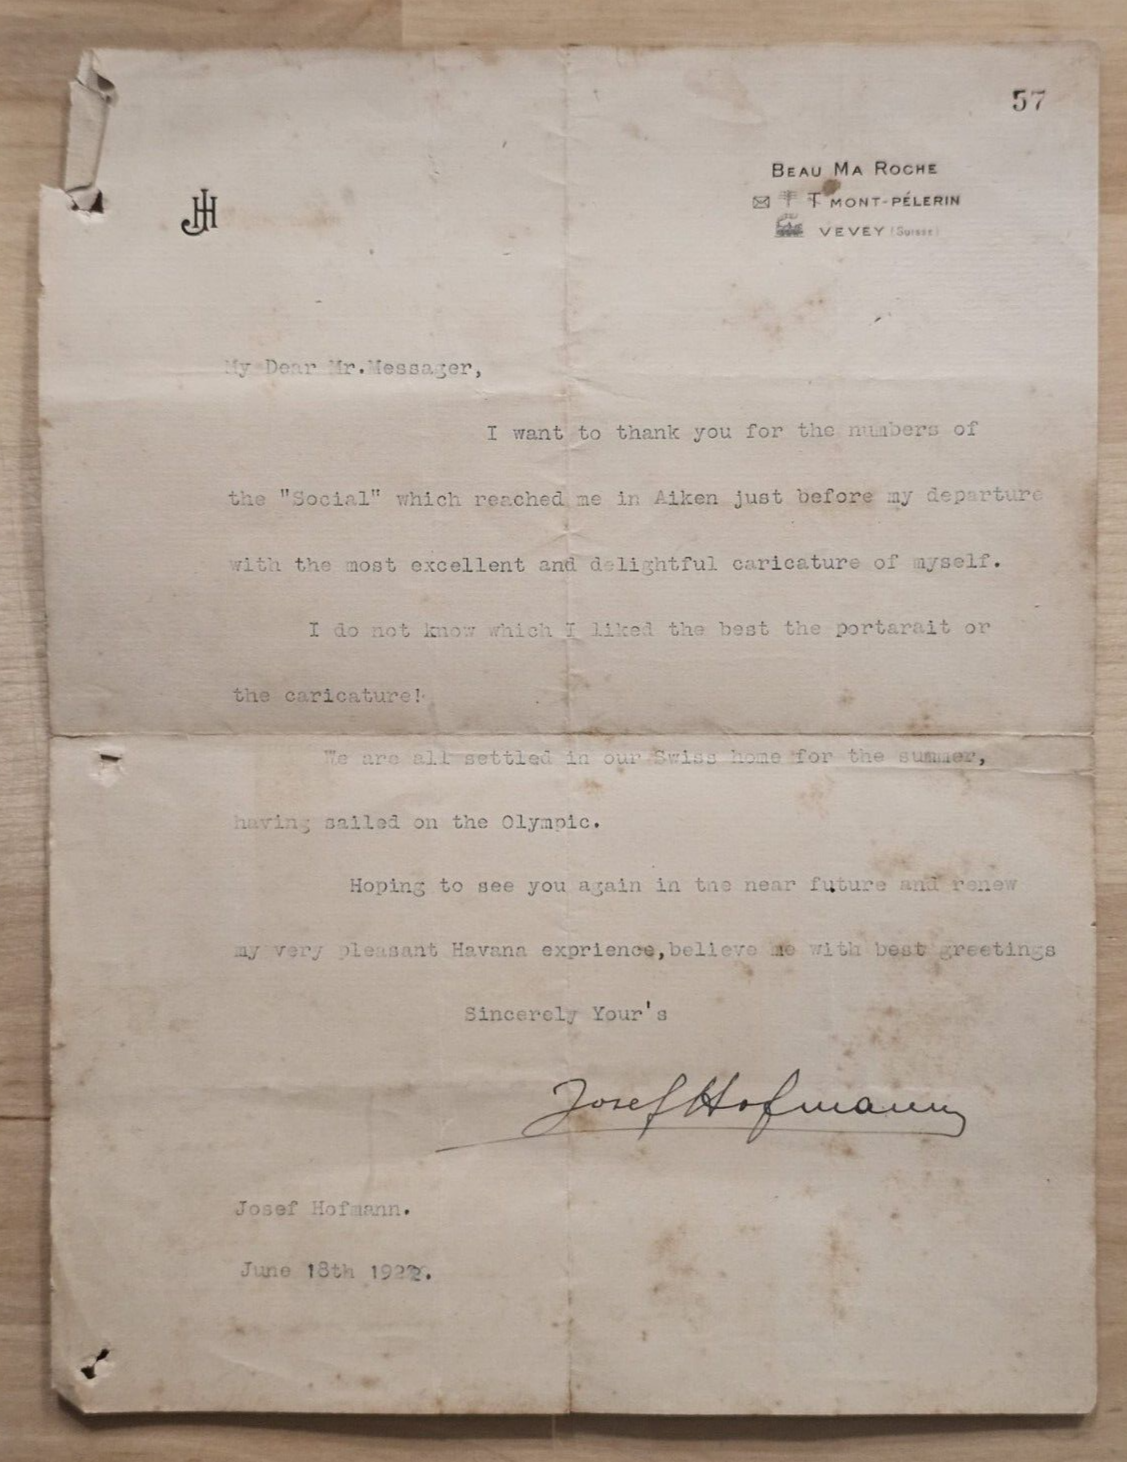 57
JH
BEAU MA ROCHE
T MONT-PÉLERIN
VEVEY (Suisse)
My Dear Mr.Messager,
I want to thank you for the numbers of
the "Social" which reached me in Aiken just before my departure
with the most excellent and delightful caricature of myself.
I do not know which I liked the best the portarait or
the caricature!
We are all settled in our Swiss home for the summer,
having sailed on the Olympic.
Hoping to see you again in the near future and renew
my very pleasant Havana exprience,believe me with best greetings
Sincerely Your's
Josef Hofmann
Josef Hofmann.
June 18th 1922.